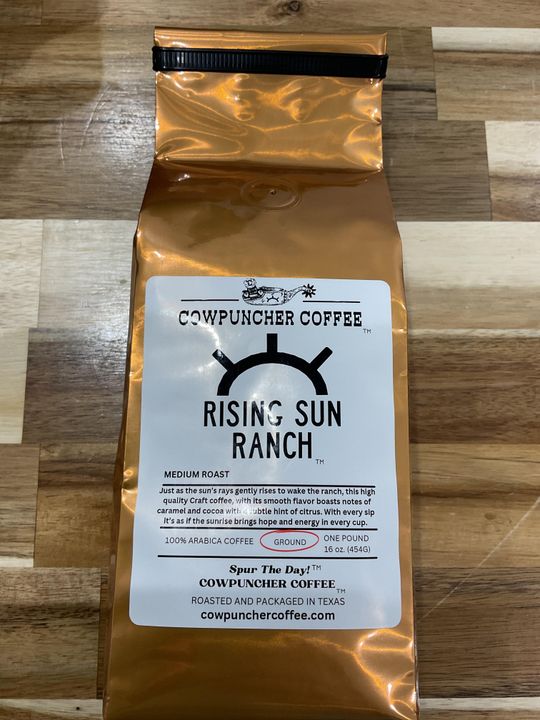 COWPUNCHER COFFEE TM
RISING SUN
RANCH TM
MEDIUM ROAST
Just as the sun's rays gently rises to wake the ranch, this high
quality Craft coffee, with its smooth flavor boasts notes of
caramel and cocoa with a subtle hint of citrus. With every sip
it's as if the sunrise brings hope and energy in every cup.
100% ARABICA COFFEE GROUND ONE POUND
16 oz. (454G)
Spur The Day! TM
COWPUNCHER COFFEE TM
ROASTED AND PACKAGED IN TEXAS
cowpunchercoffee.com